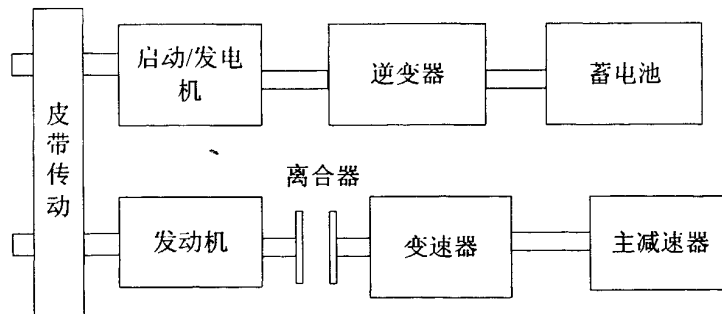 启动/发电
机
逆变器
蓄电池
皮
带
传
动
离合器
发动机
变速器
主减速器